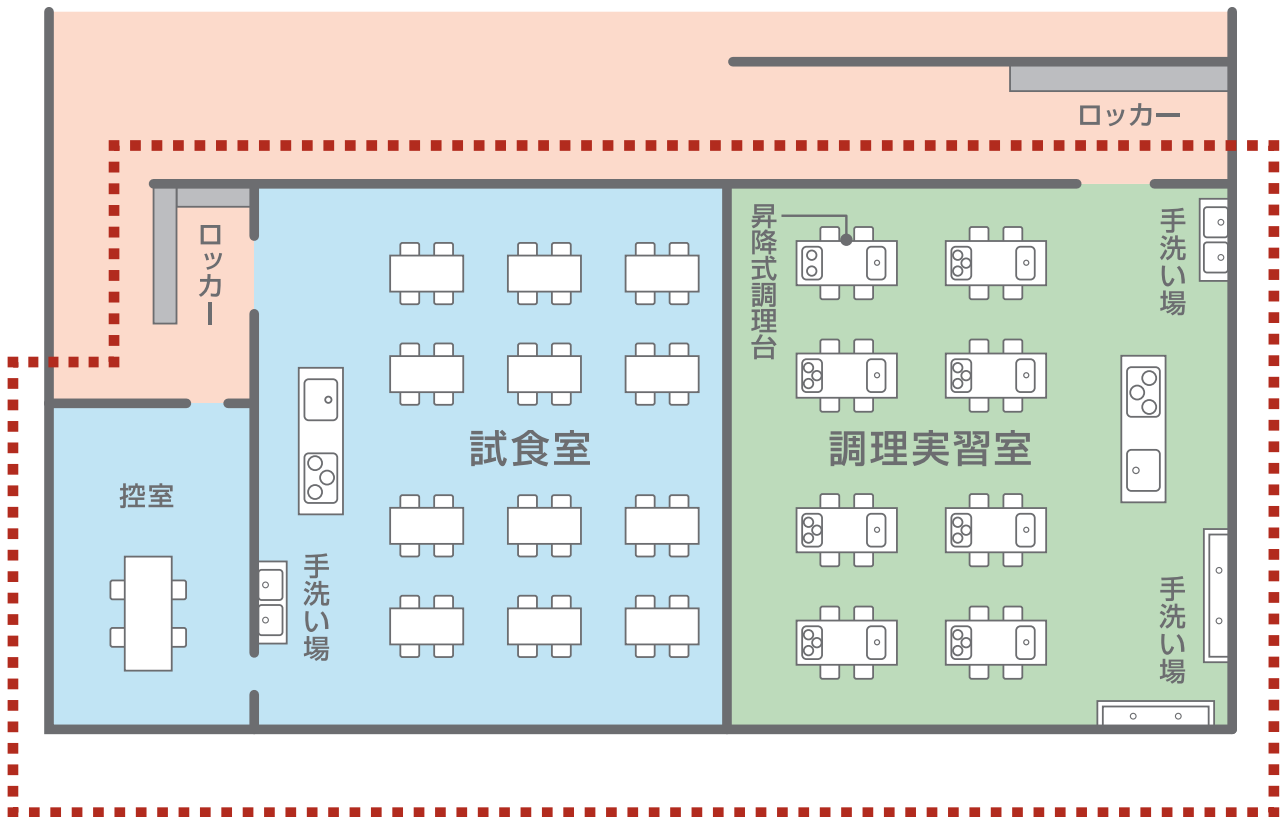 ロッカー
ロッカー
昇降式調理台
手洗い場
試食室
調理実習室
控室
手洗い場
手洗い場